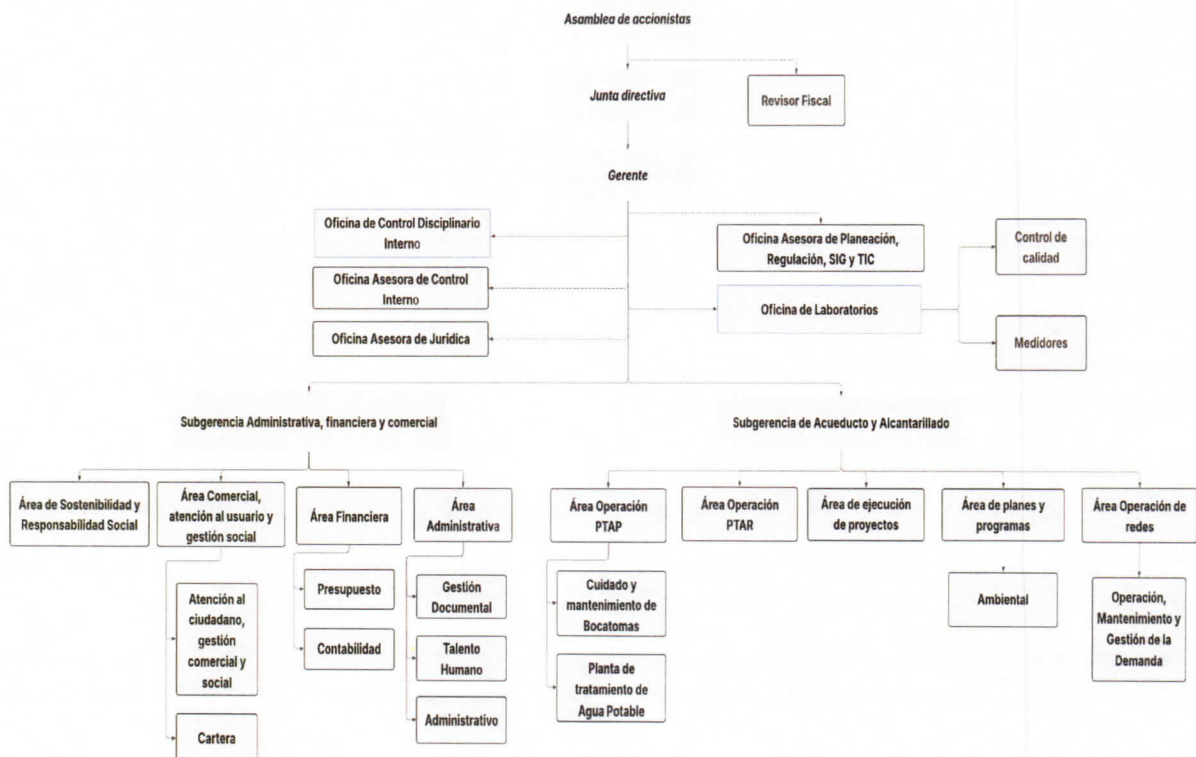 Asamblea de accionistas
Junta directiva
Revisor Fiscal
Gerente
Oficina de Control Disciplinario
Interno
Oficina Asesora de Planeación,
Regulación, SIG y TIC
Control de
calidad
Oficina Asesora de Control
Interno
Oficina de Laboratorios
Oficina Asesora de Juridica
Medidores
Subgerencia Administrativa, financiera y comercial
Subgerencia de Acueducto y Alcantarillado
Área de Sostenibilidad y
Responsabilidad Social
Área Comercial,
atención al usuario y
gestión social
Área Financiera
Área
Administrativa
Área Operación
PTAP
Área Operación
PTAR
Área de ejecución
de proyectos
Área de planes y
programas
Área Operación de
redes
Atención al
ciudadano,
gestión
comercial y
social
Cartera
Presupuesto
Contabilidad
Gestión
Documental
Talento
Humano
Administrativo
Cuidado y
mantenimiento de
Bocatomas
Planta de
tratamiento de
Agua Potable
Ambiental
Operación,
Mantenimiento y
Gestión de la
Demanda